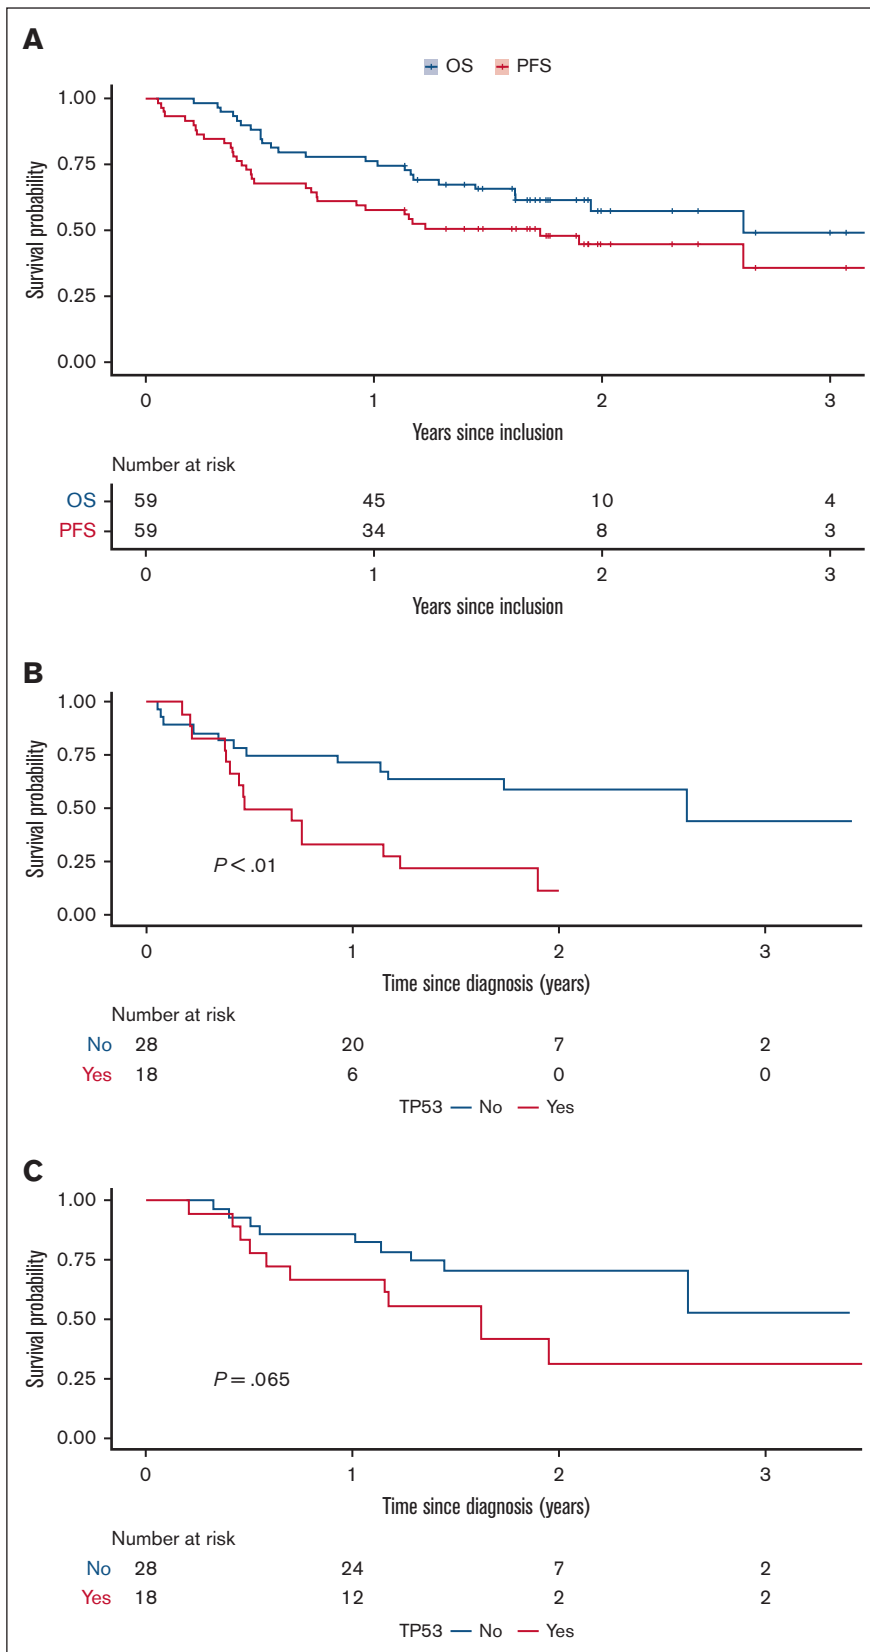 A
OS PFS
1.00
0.75
0.50
0.25
0.00
Survival probability
0 1 2 3
Years since inclusion
Number at risk
OS 59 45 10 4
PFS 59 34 8 3
0 1 2 3
Years since inclusion
B
1.00
0.75
0.50
0.25
0.00
Survival probability
P < .01
0 1 2 3
Time since diagnosis (years)
Number at risk
No 28 20 7 2
Yes 18 6 0 0
TP53 No Yes
C
1.00
0.75
0.50
0.25
0.00
Survival probability
P = .065
0 1 2 3
Time since diagnosis (years)
Number at risk
No 28 24 7 2
Yes 18 12 2 2
TP53 No Yes